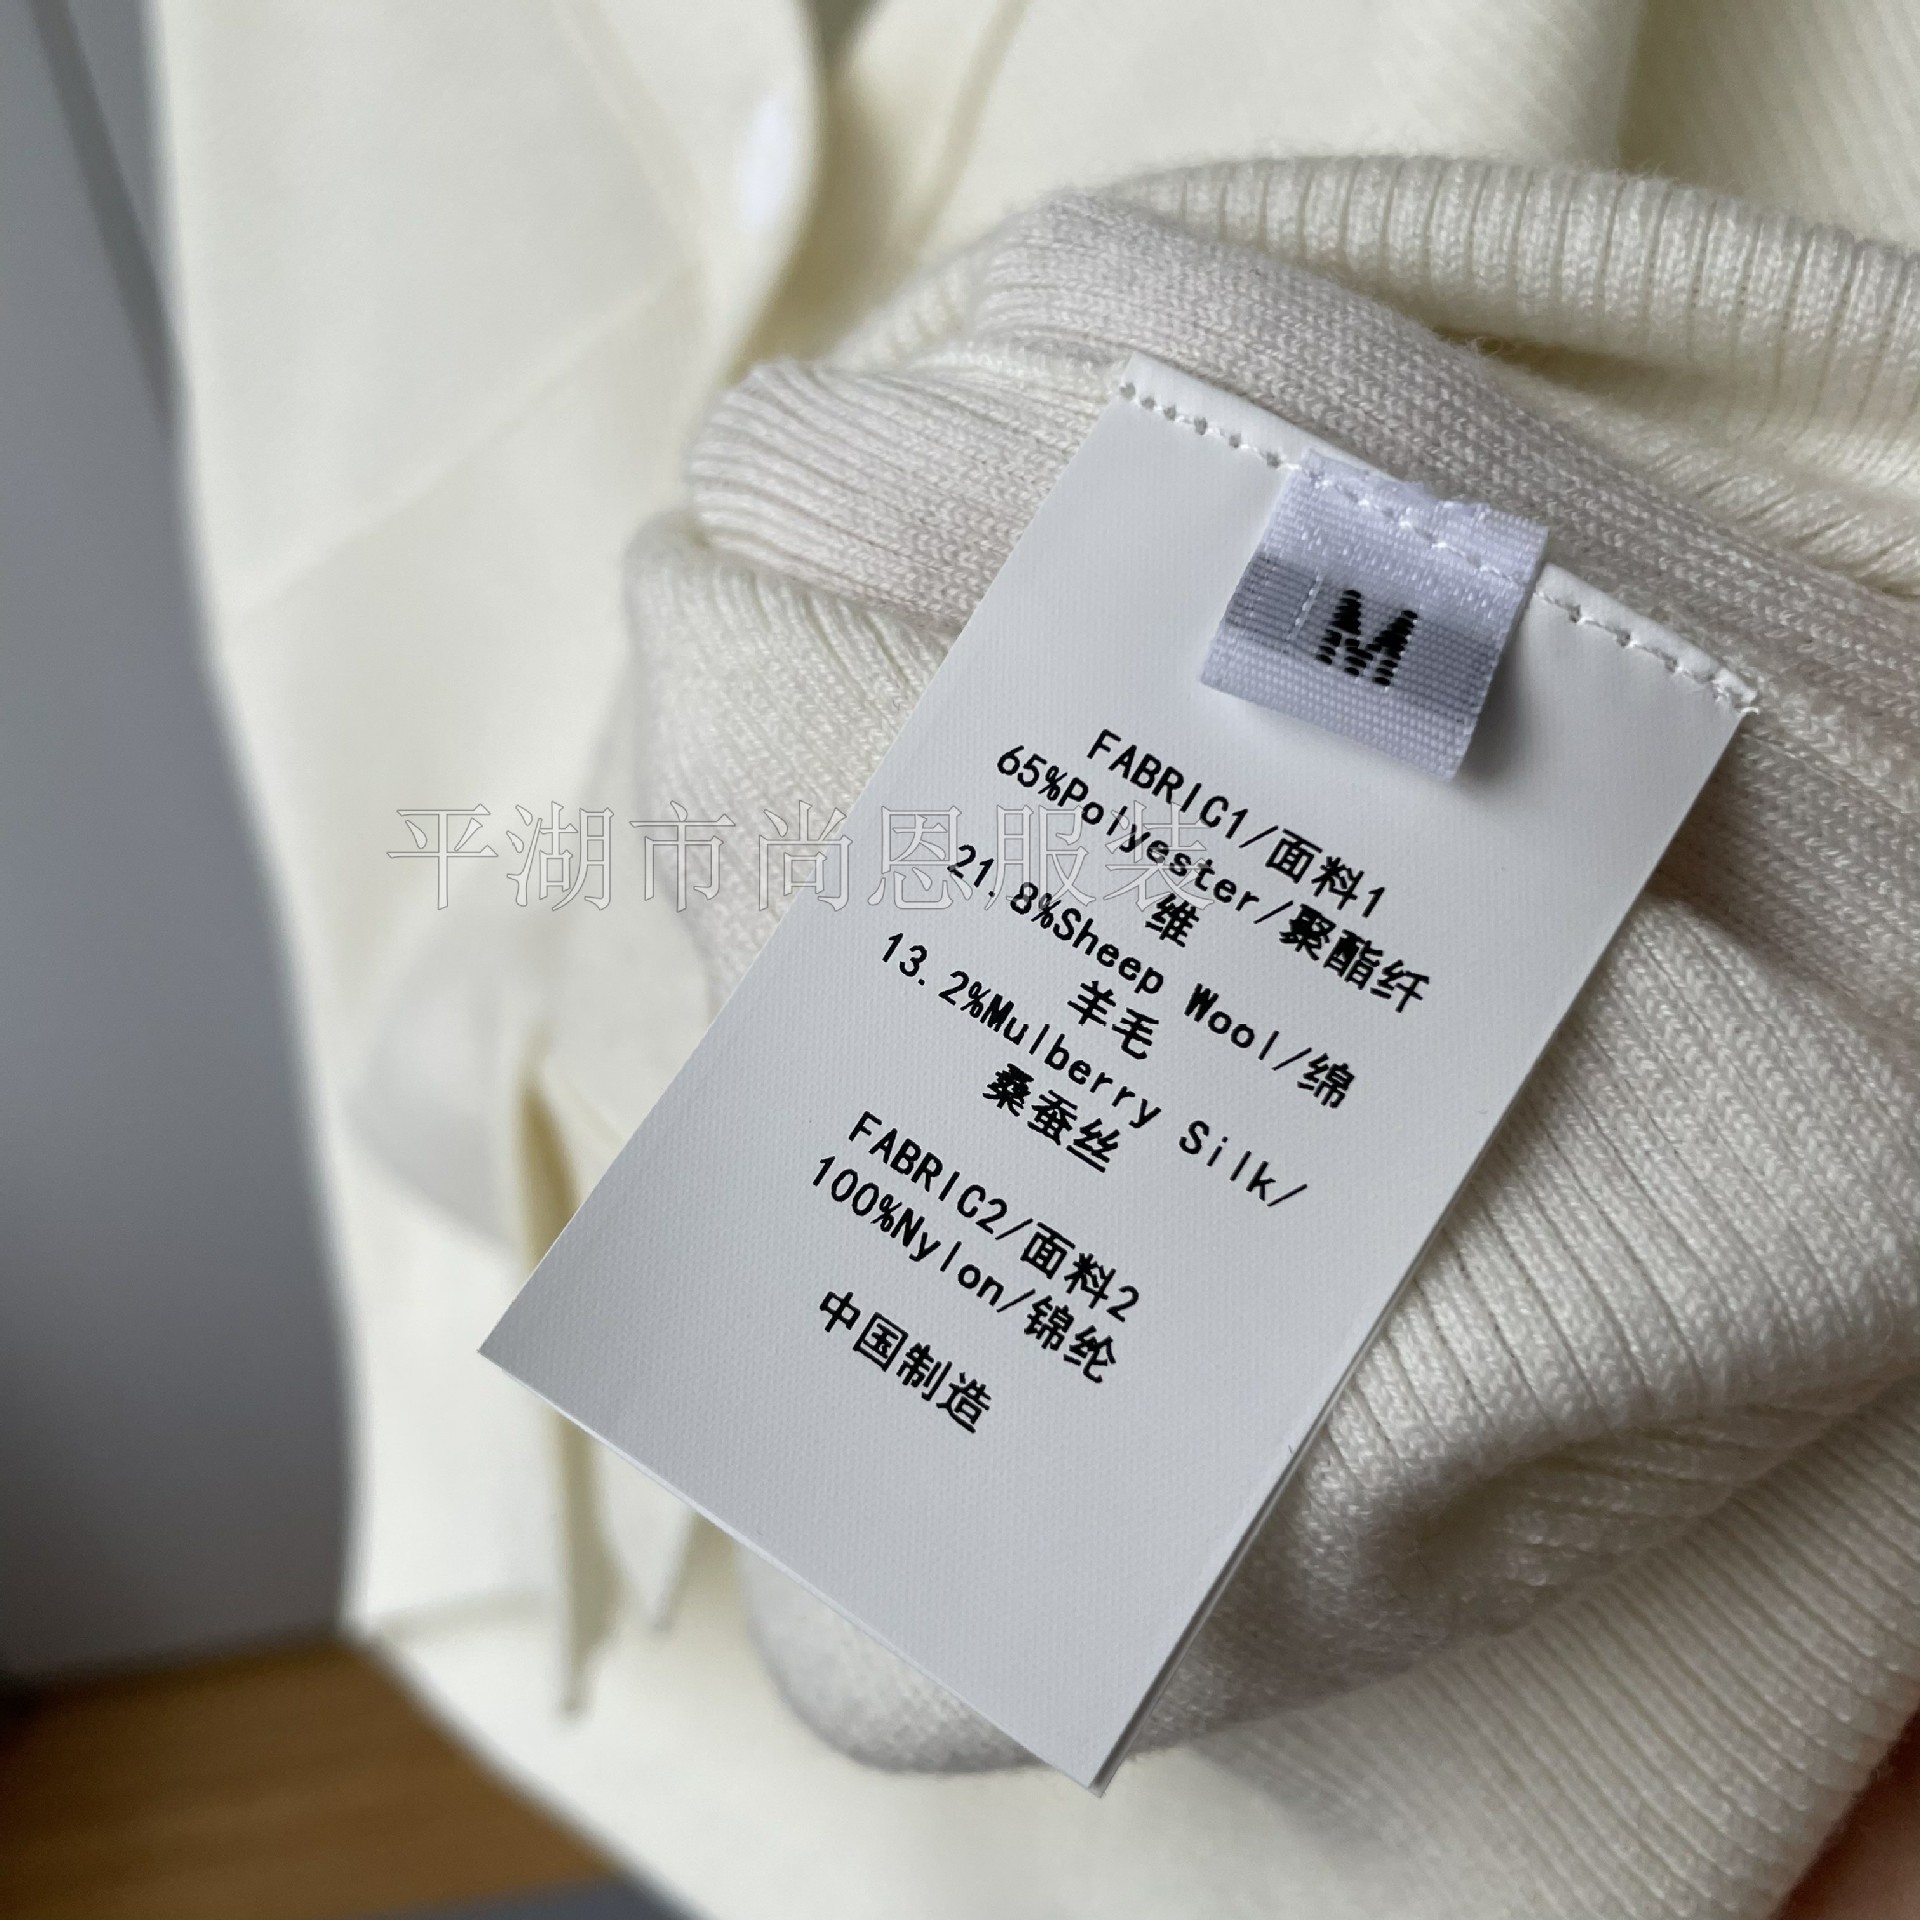 M
FABRIC1/面料1
65%Polyester/聚酯纤
维
21.8%Sheep Wool/绵
羊毛
13.2%Mulberry Silk/
桑蚕丝
FABRIC2/面料2
100%Nylon/锦纶
中国制造
平湖市尚恩服装